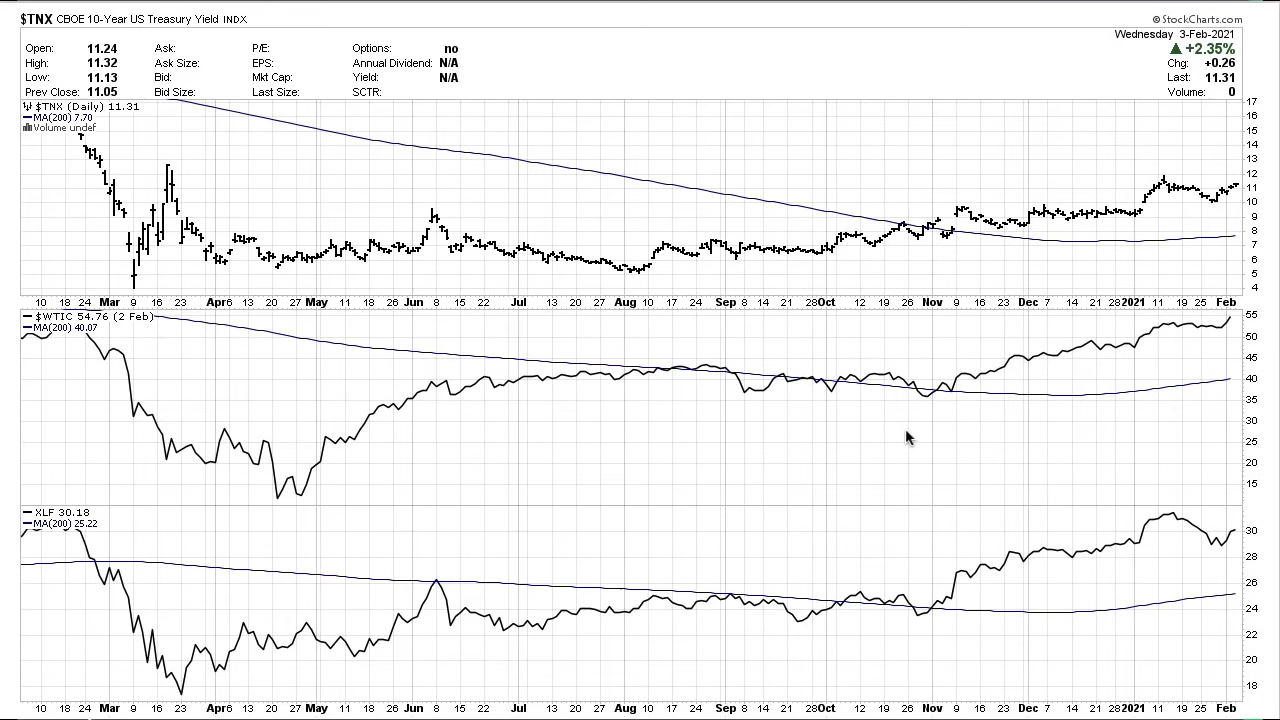 $TNX CBOE 10-Year US Treasury Yield INDX © StockCharts.com
Wednesday 3-Feb-2021
Open: 11.24 Ask: P/E: Options: no ▲ +2.35%
High: 11.32 Ask Size: EPS: Annual Dividend: N/A Chg: +0.26
Low: 11.13 Bid: Mkt Cap: Yield: N/A Last: 11.31
Prev Close: 11.05 Bid Size: Last Size: SCTR: Volume: 0
$TNX (Daily) 11.31
MA(200) 7.70
Volume undef
17
16
15
14
13
12
11
10
9
8
7
6
5
4
10 18 24 Mar 9 16 23 Apr 6 13 20 27 May 11 18 26 Jun 8 15 22 Jul 13 20 27 Aug 10 17 24 Sep 8 14 21 Oct 12 19 26 Nov 9 16 23 Dec 7 14 21 28 2021 11 19 25 Feb
$WTIC 54.76 (2 Feb)
MA(200) 40.07
55
50
45
40
35
30
25
20
15
XLF 30.18
MA(200) 25.22
30
28
26
24
22
20
18
10 18 24 Mar 9 16 23 Apr 6 13 20 27 May 11 18 26 Jun 8 15 22 Jul 13 20 27 Aug 10 17 24 Sep 8 14 21 Oct 12 19 26 Nov 9 16 23 Dec 7 14 21 28 2021 11 19 25 Feb